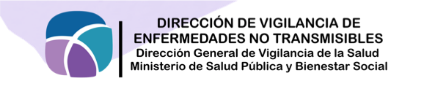 DIRECCIÓN DE VIGILANCIA DE
ENFERMEDADES NO TRANSMISIBLES
Dirección General de Vigilancia de la Salud
Ministerio de Salud Pública y Bienestar Social